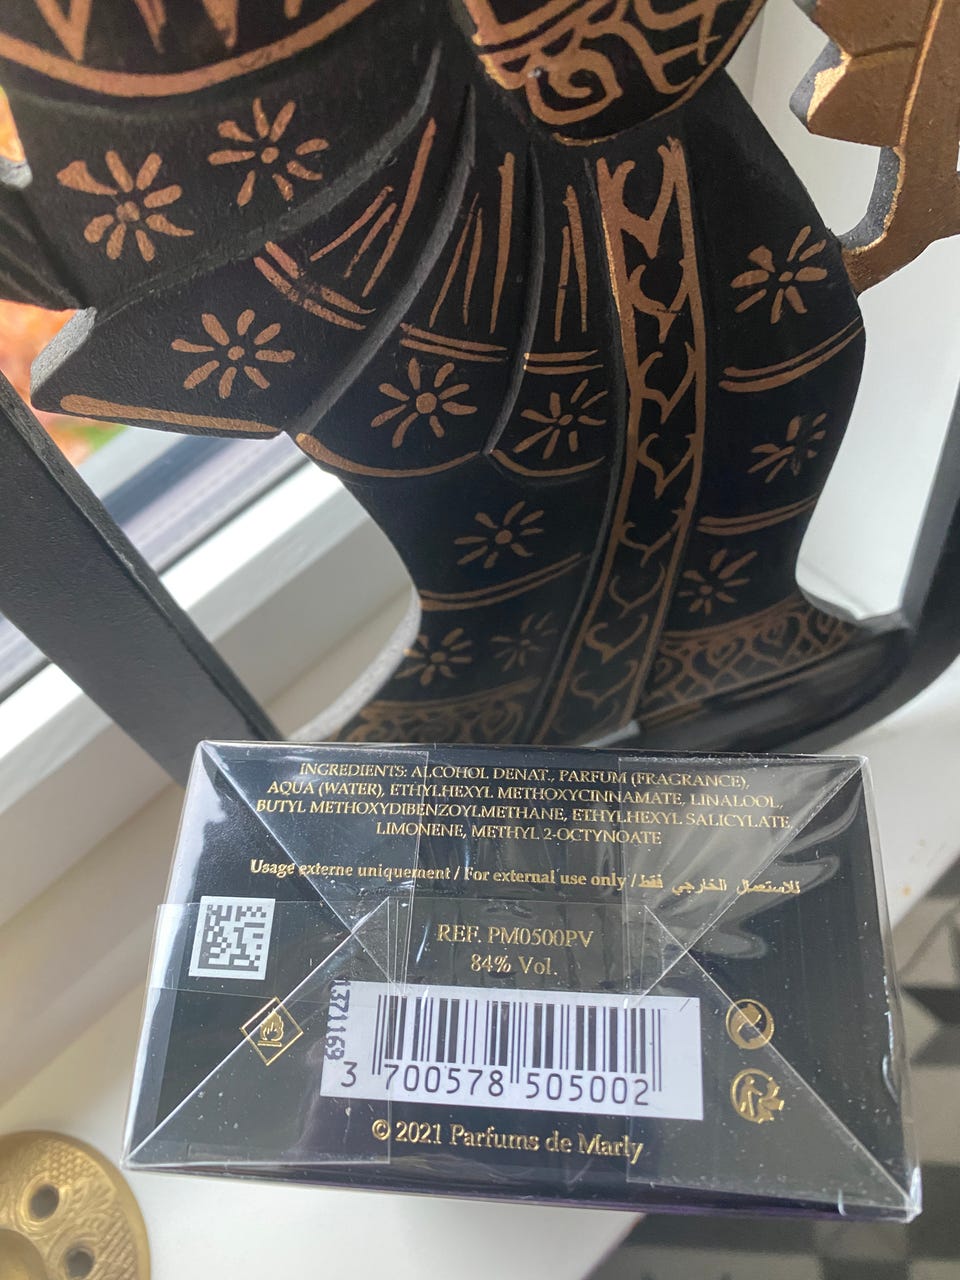 INGREDIENTS: ALCOHOL DENAT., PARFUM (FRAGRANCE),
AQUA (WATER), ETHYLHEXYL METHOXYCINNAMATE, LINALOOL,
BUTYL METHOXYDIBENZOYLMETHANE, ETHYLHEXYL SALICYLATE,
LIMONENE, METHYL 2-OCTYNOATE
Usage externe uniquement / For external use only / للاستعمال الخارجي فقط
REF. PM0500PV
84% Vol.
1371169
3 700578 505002
© 2021 Parfums de Marly